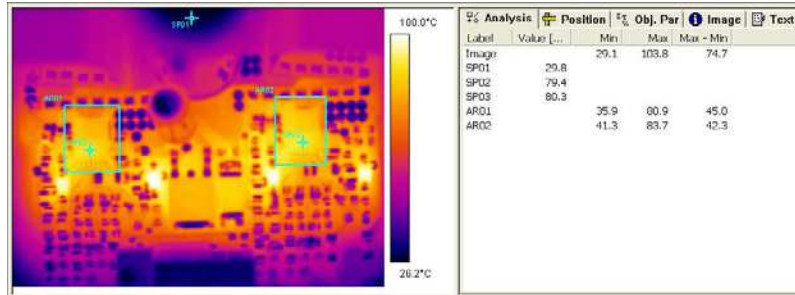 SP01
AR01
AR02
100.0°C
26.2°C
Analysis Position Obj. Par Image Text
Label Value [... Min Max Max - Min
Image 29.1 103.8 74.7
SP01 29.8
SP02 79.4
SP03 80.3
AR01 35.9 80.9 45.0
AR02 41.3 83.7 42.3